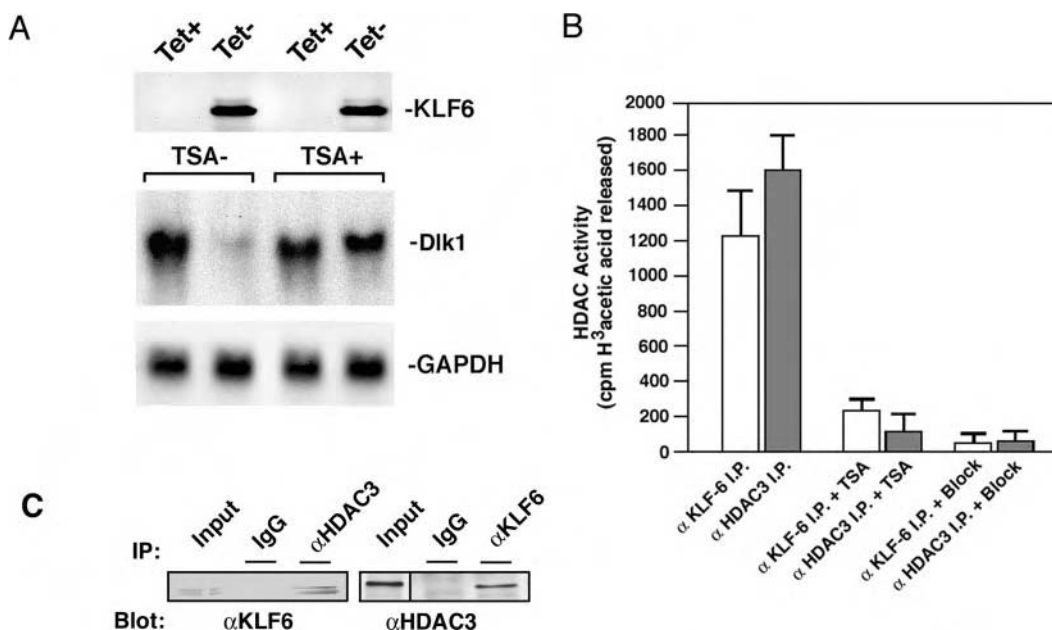 A
Tet+ Tet- Tet+ Tet-
-KLF6
TSA- TSA+
-Dlk1
-GAPDH
B
HDAC Activity
(cpm H³acetic acid released)
2000
1800
1600
1400
1200
1000
800
600
400
200
0
α KLF-6 I.P.
α HDAC3 I.P.
α KLF-6 I.P. + TSA
α HDAC3 I.P. + TSA
α KLF-6 I.P. + Block
α HDAC3 I.P. + Block
C
IP: Input IgG αHDAC3 Input IgG αKLF6
Blot: αKLF6 αHDAC3